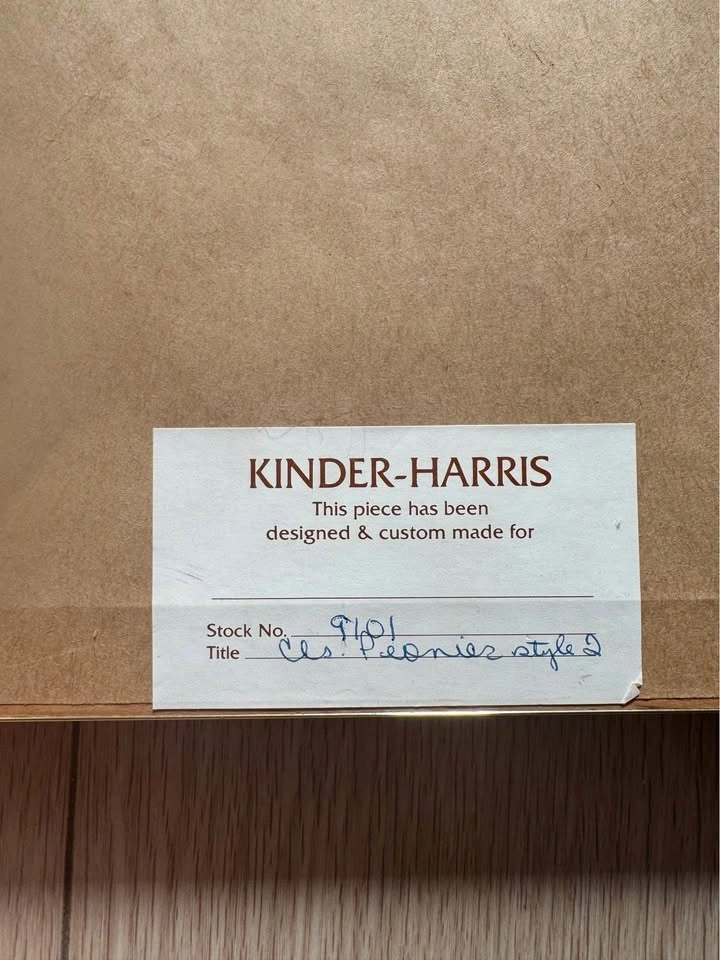 KINDER-HARRIS
This piece has been
designed & custom made for
Stock No. 9101
Title Cls. Peonies style 2